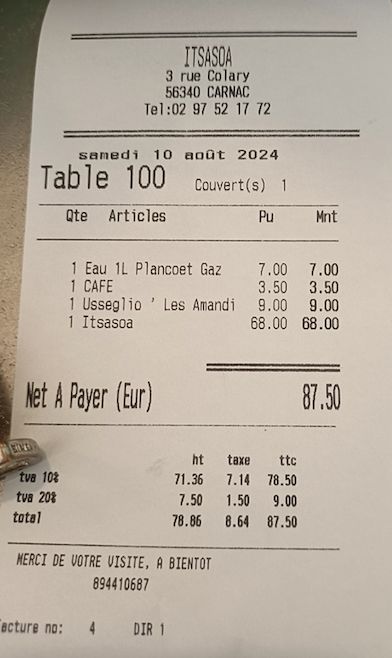 ITSASOA
3 rue Colary
56340 CARNAC
Tel:02 97 52 17 72
samedi 10 août 2024
Table 100 Couvert(s) 1
Qte Articles Pu Mnt
1 Eau 1L Plancoet Gaz 7.00 7.00
1 CAFE 3.50 3.50
1 Usseglio ' Les Amandi 9.00 9.00
1 Itsasoa 68.00 68.00
Net A Payer (Eur) 87.50
ht taxe ttc
tva 10% 71.36 7.14 78.50
tva 20% 7.50 1.50 9.00
total 78.86 8.64 87.50
MERCI DE VOTRE VISITE, A BIENTOT
894410687
acture no: 4 DIR 1